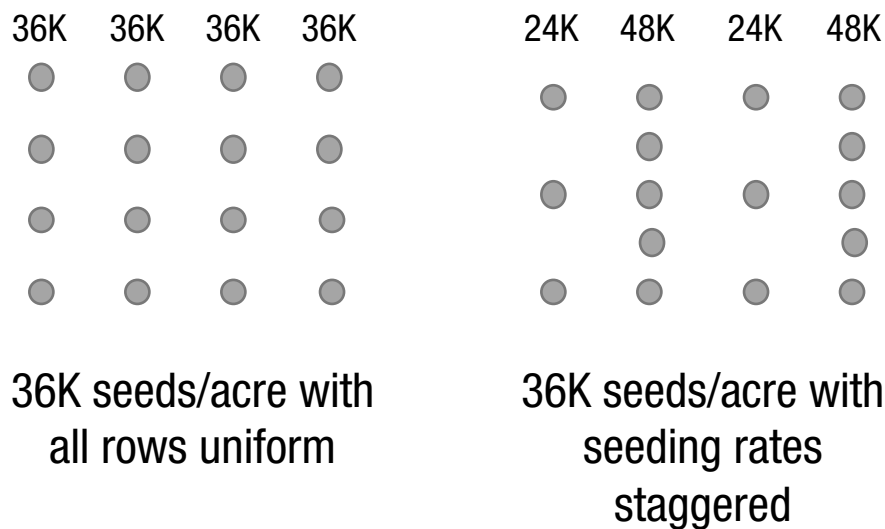 36K 36K 36K 36K
24K 48K 24K 48K
36K seeds/acre with
all rows uniform
36K seeds/acre with
seeding rates
staggered